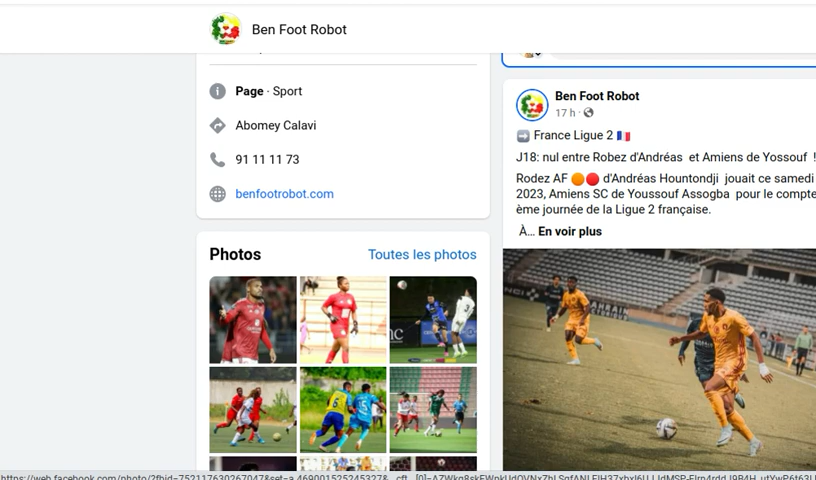 Ben Foot Robot
Page · Sport
Abomey Calavi
91 11 11 73
benfootrobot.com
Photos
Toutes les photos
Ben Foot Robot
17 h ·
France Ligue 2
J18: nul entre Robez d'Andréas et Amiens de Yossouf !
Rodez AF d'Andréas Hountondji jouait ce samedi
2023, Amiens SC de Youssouf Assogba pour le compte
ème journée de la Ligue 2 française.
À... En voir plus